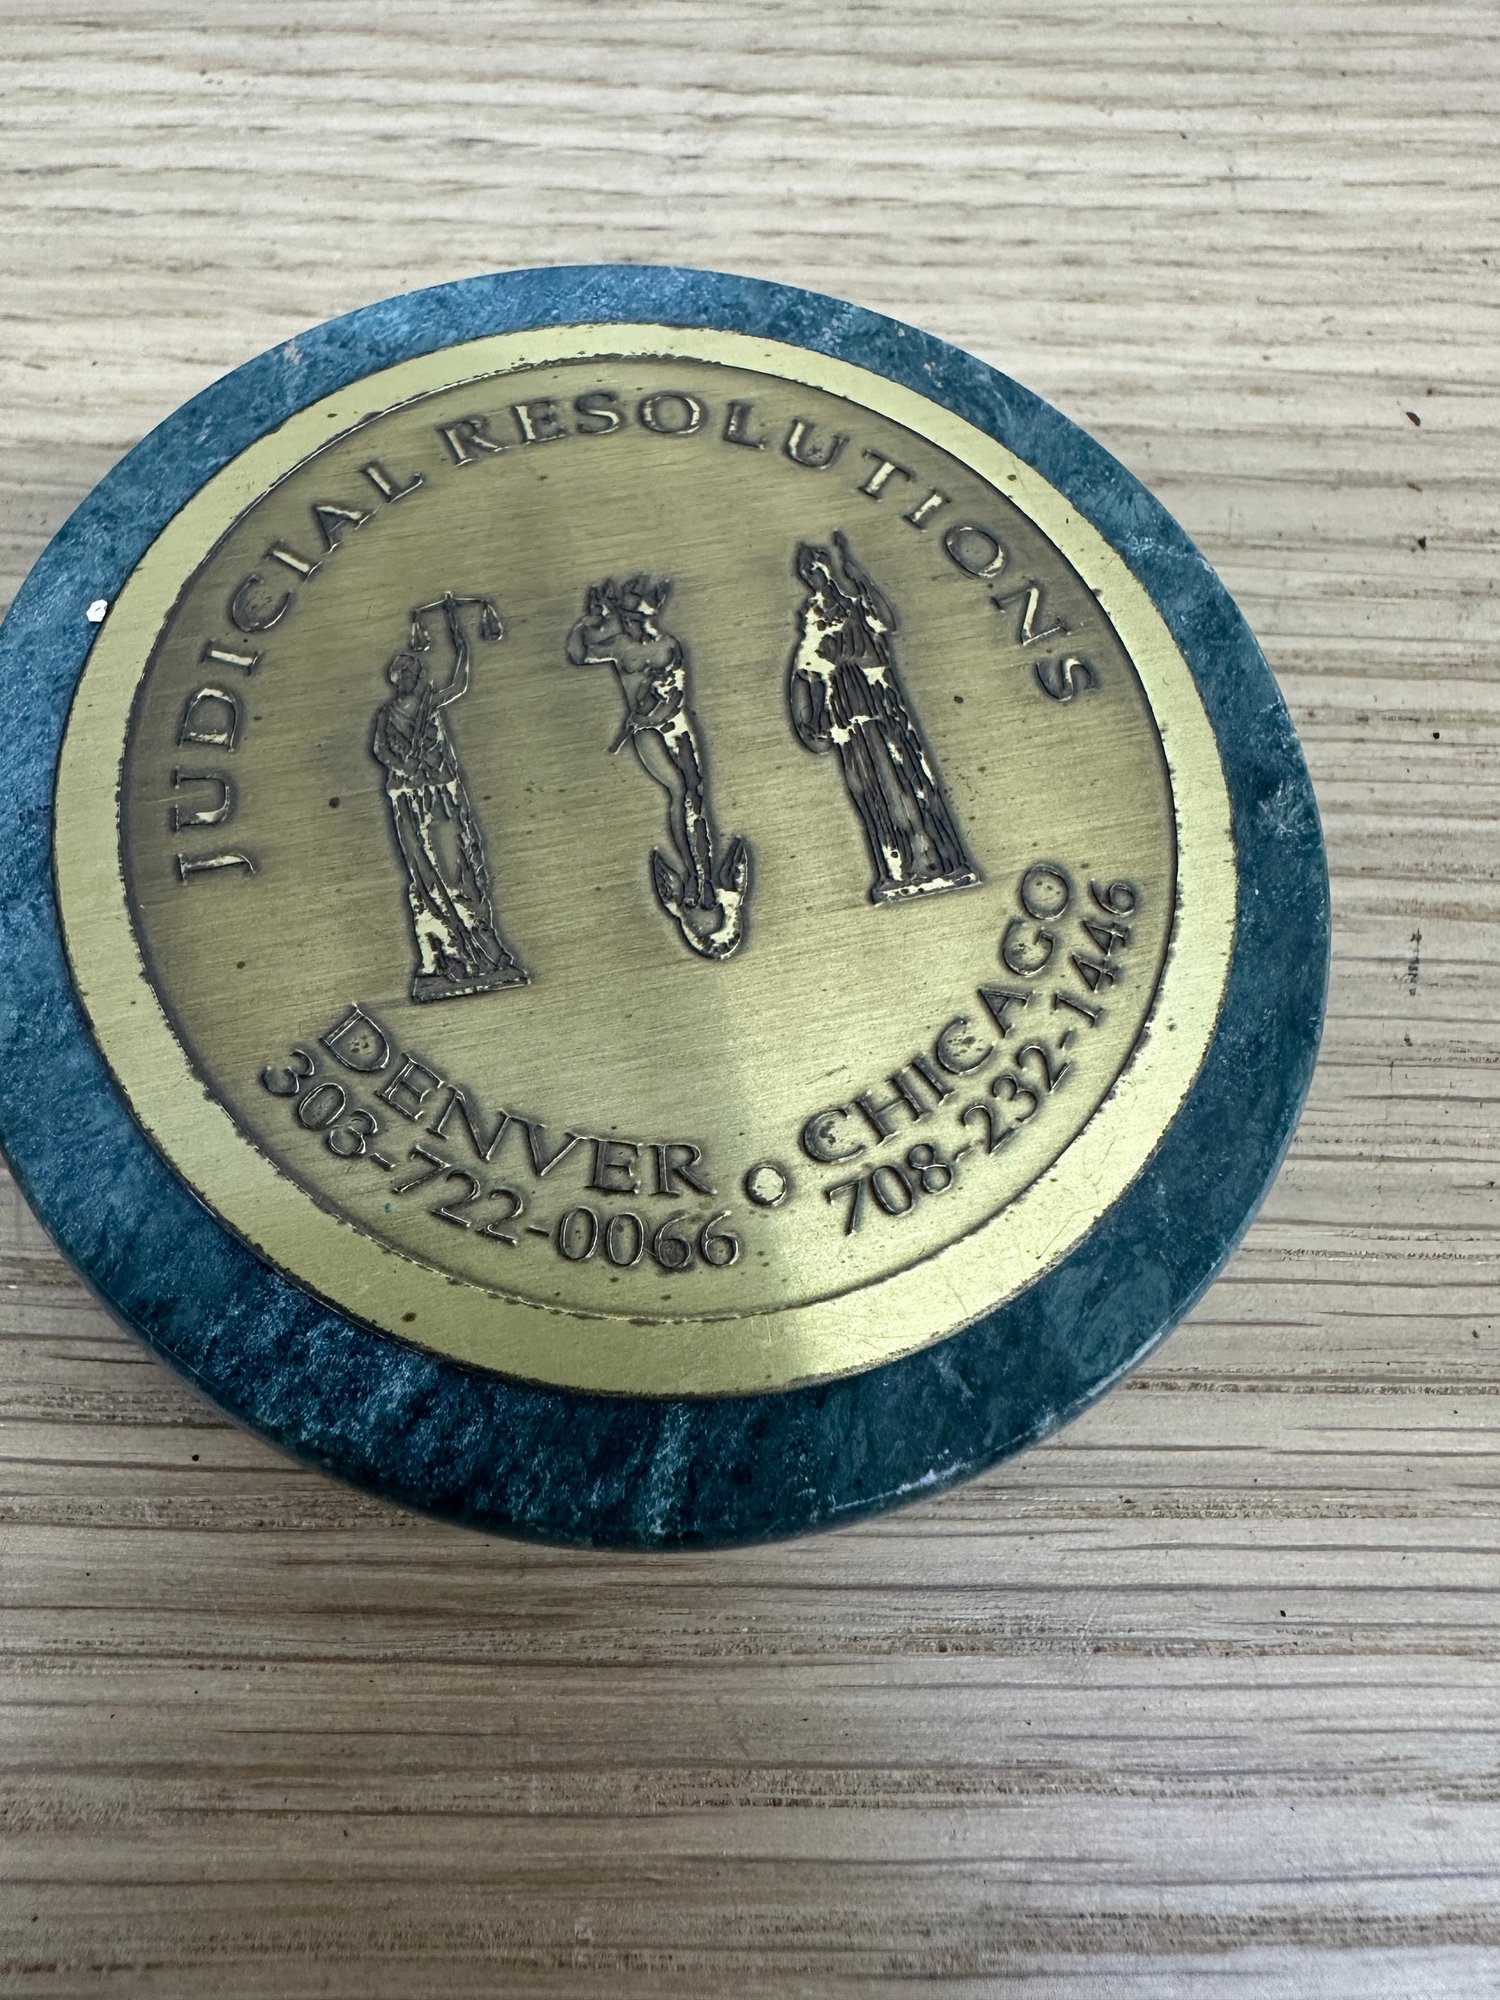 JUDICIAL RESOLUTIONS
DENVER • CHICAGO
303-722-0066
708-232-1446